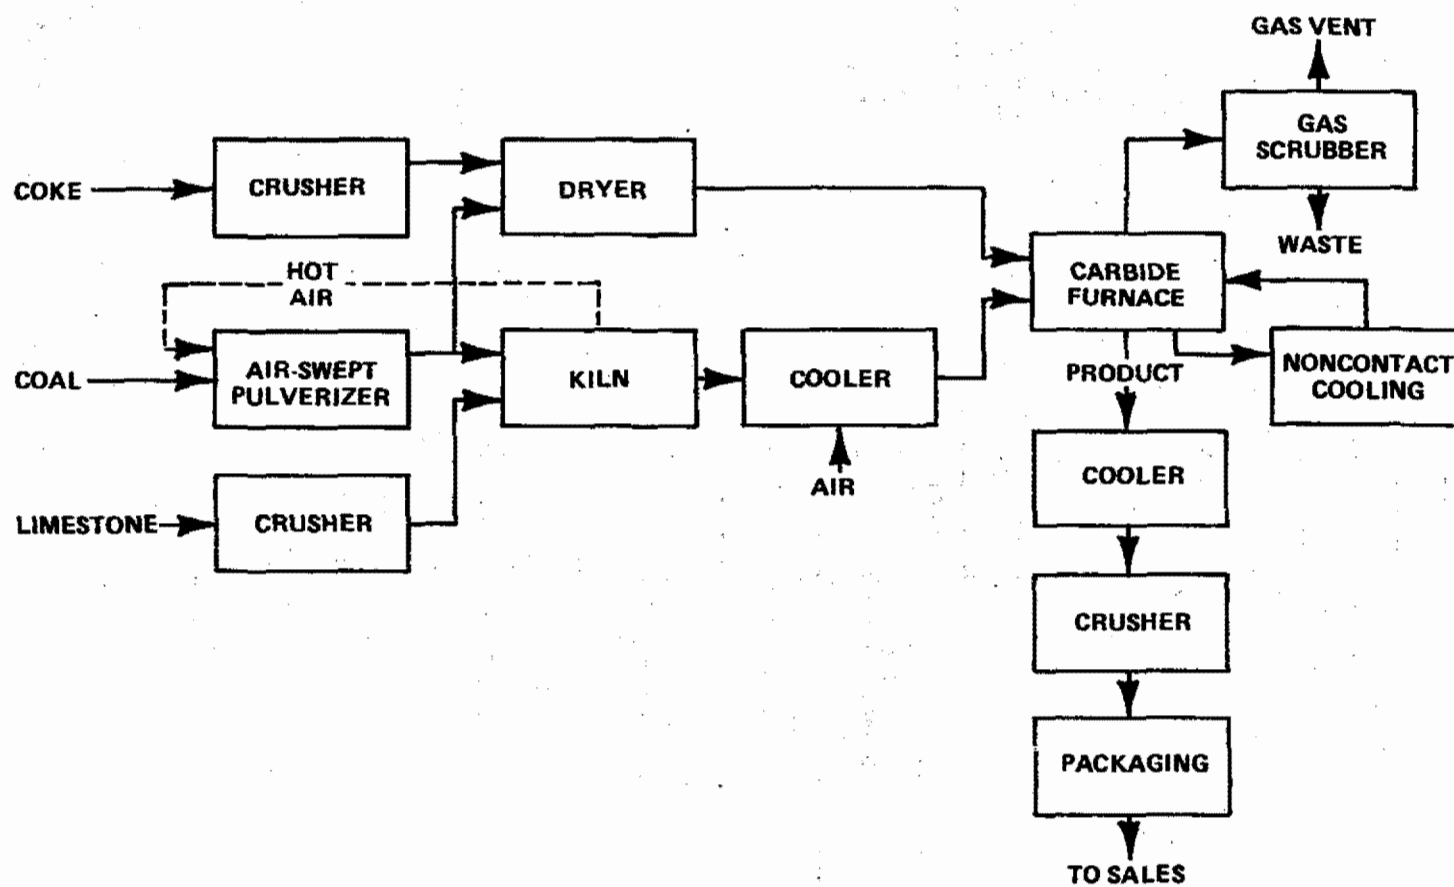 GAS VENT
GAS
SCRUBBER
WASTE
COKE
CRUSHER
DRYER
HOT
AIR
COAL
AIR-SWEPT
PULVERIZER
KILN
COOLER
AIR
CARBIDE
FURNACE
NONCONTACT
COOLING
PRODUCT
LIMESTONE
CRUSHER
COOLER
CRUSHER
PACKAGING
TO SALES